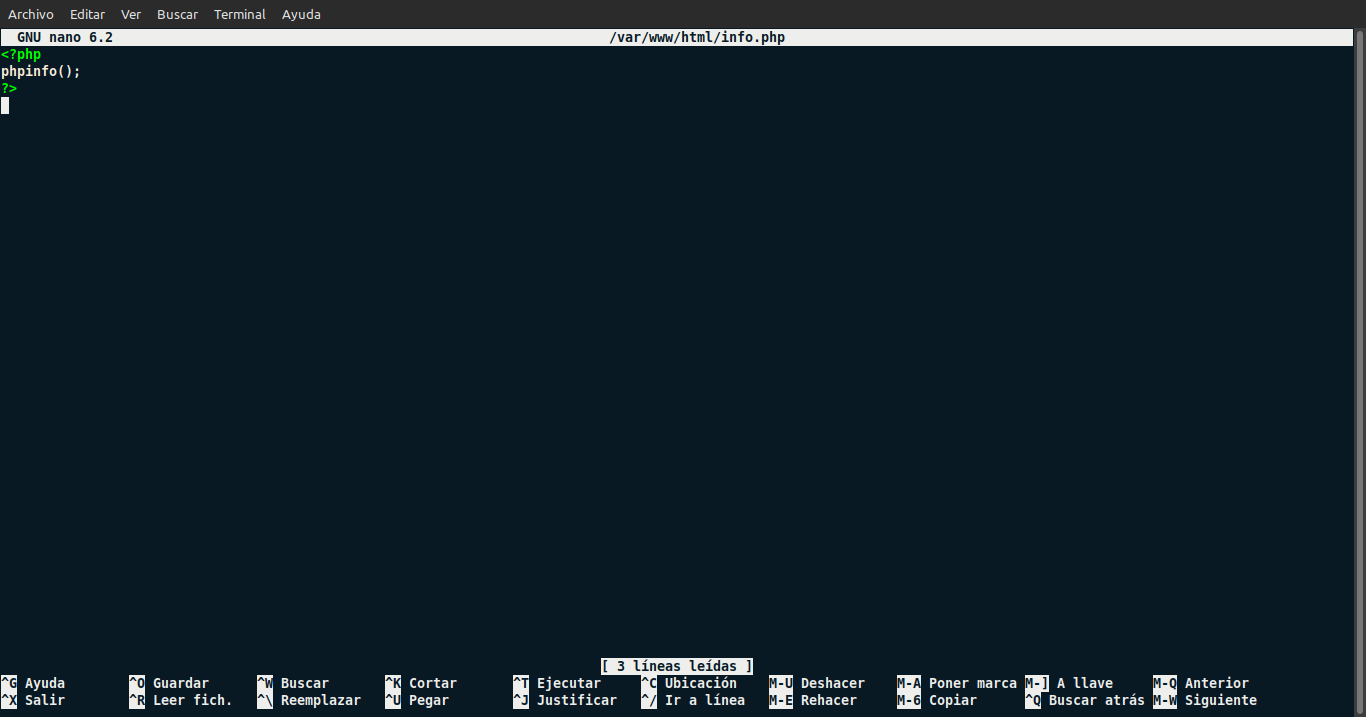 Archivo Editar Ver Buscar Terminal Ayuda
GNU nano 6.2 /var/www/html/info.php
<?php
phpinfo();
?>
[ 3 líneas leídas ]
^G Ayuda ^O Guardar ^W Buscar ^K Cortar ^T Ejecutar ^C Ubicación M-U Deshacer M-A Poner marca M-] A llave M-Q Anterior
^X Salir ^R Leer fich. ^\ Reemplazar ^U Pegar ^J Justificar ^/ Ir a línea M-E Rehacer M-6 Copiar ^Q Buscar atrás M-W Siguiente